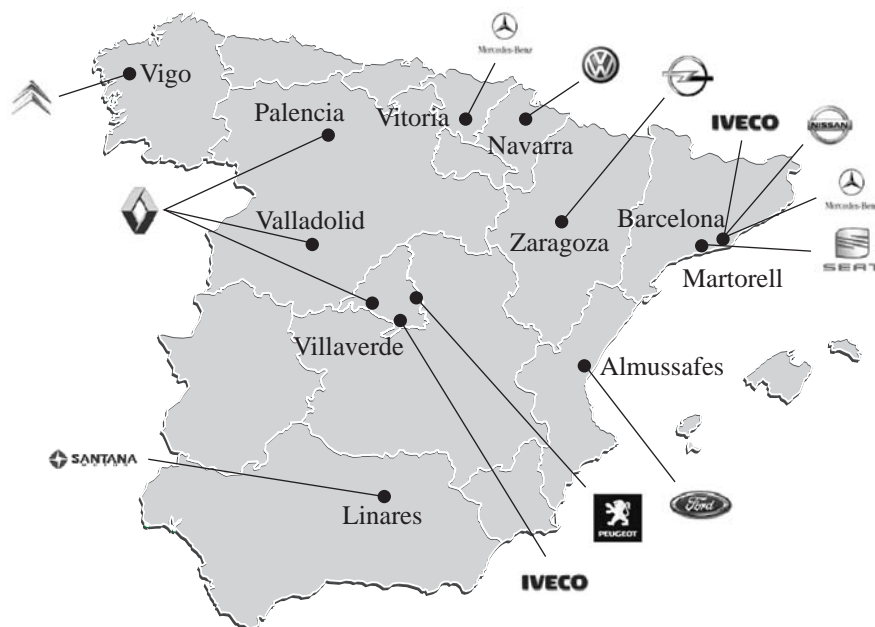 Mercedes-Benz
Vigo
Palencia
Vitoria
Navarra
IVECO
NISSAN
Mercedes-Benz
Valladolid
Zaragoza
Barcelona
SEAT
Martorell
Villaverde
Almussafes
SANTANA
MOTOR
Linares
PEUGEOT
Ford
IVECO